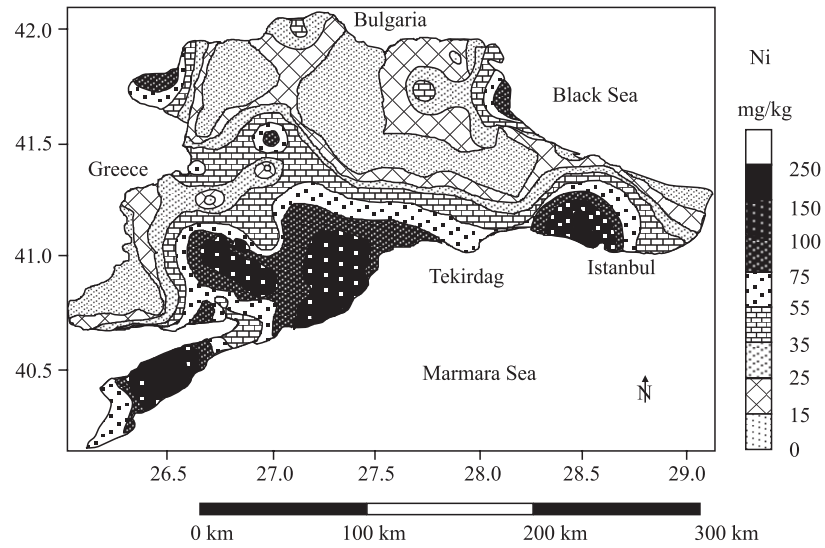 Bulgaria
42.0
Ni
Black Sea
mg/kg
41.5
Greece
250
150
100
41.0
Tekirdag
Istanbul
75
55
35
40.5
Marmara Sea
25
N
15
0
26.5 27.0 27.5 28.0 28.5 29.0
0 km 100 km 200 km 300 km